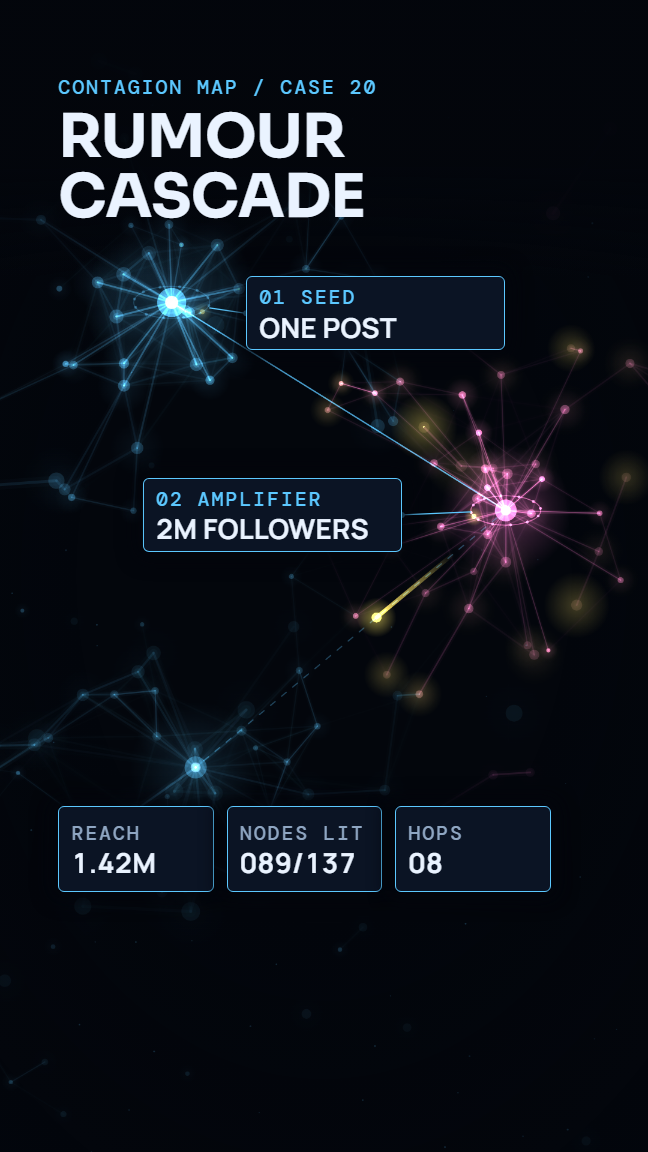 CONTAGION MAP / CASE 20
RUMOUR
CASCADE
01 SEED
ONE POST
02 AMPLIFIER
2M FOLLOWERS
REACH
1.42M
NODES LIT
089/137
HOPS
08